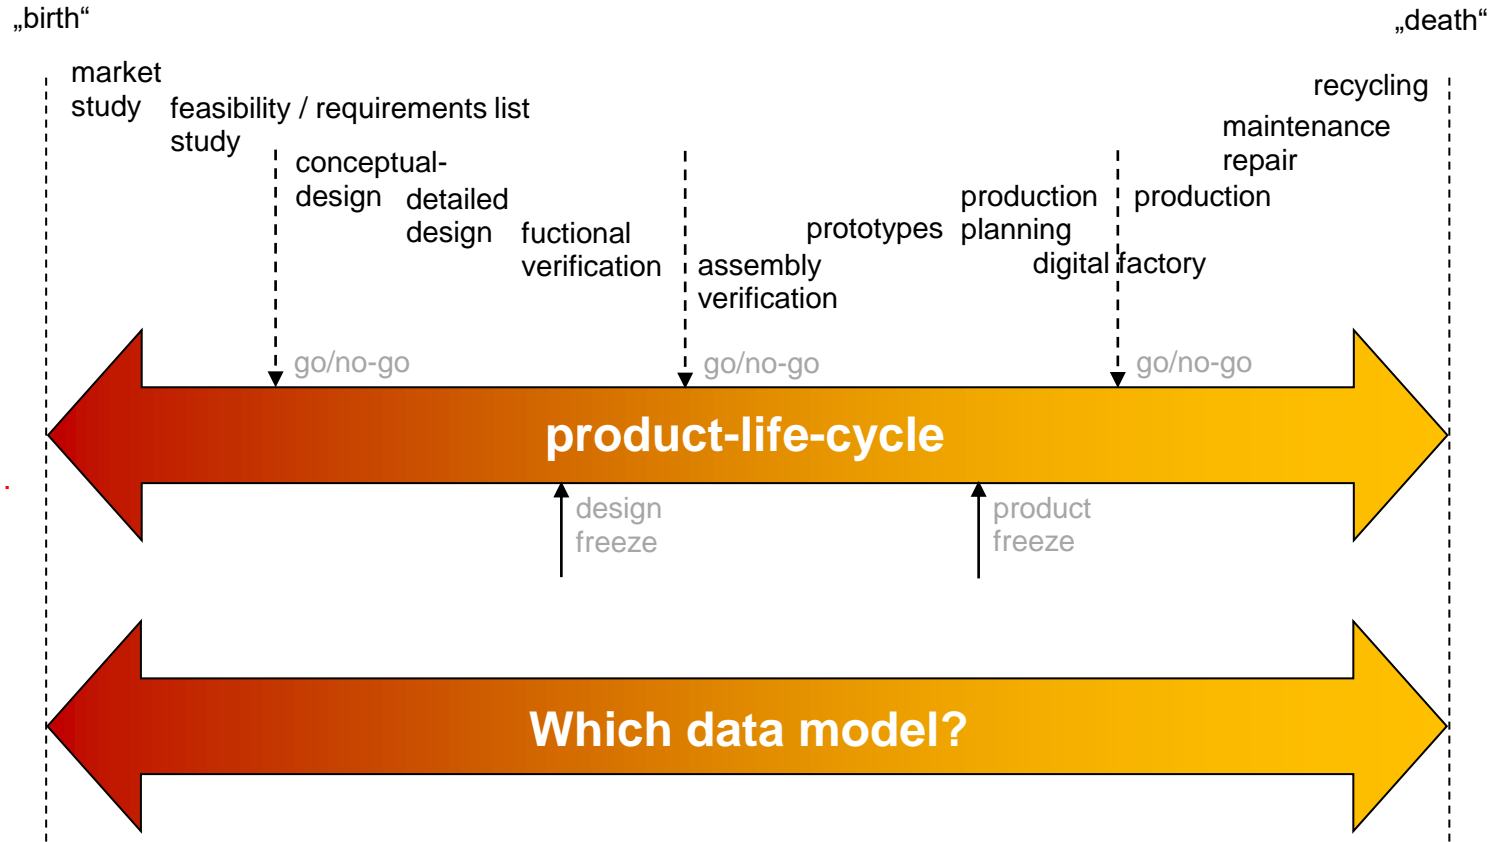 „birth“
„death“
market
study
feasibility / requirements list
study
conceptual-
design
detailed
design
fuctional
verification
assembly
verification
prototypes
production
planning
digital factory
production
maintenance
repair
recycling
go/no-go
go/no-go
go/no-go
product-life-cycle
design
freeze
product
freeze
Which data model?